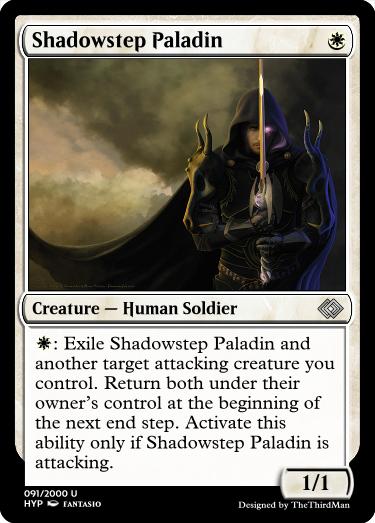 Shadowstep Paladin
Creature — Human Soldier
: Exile Shadowstep Paladin and
another target attacking creature you
control. Return both under their
owner's control at the beginning of
the next end step. Activate this
ability only if Shadowstep Paladin is
attacking.
1/1
091/2000 U
HYP FANTASIO
Designed by TheThirdMan